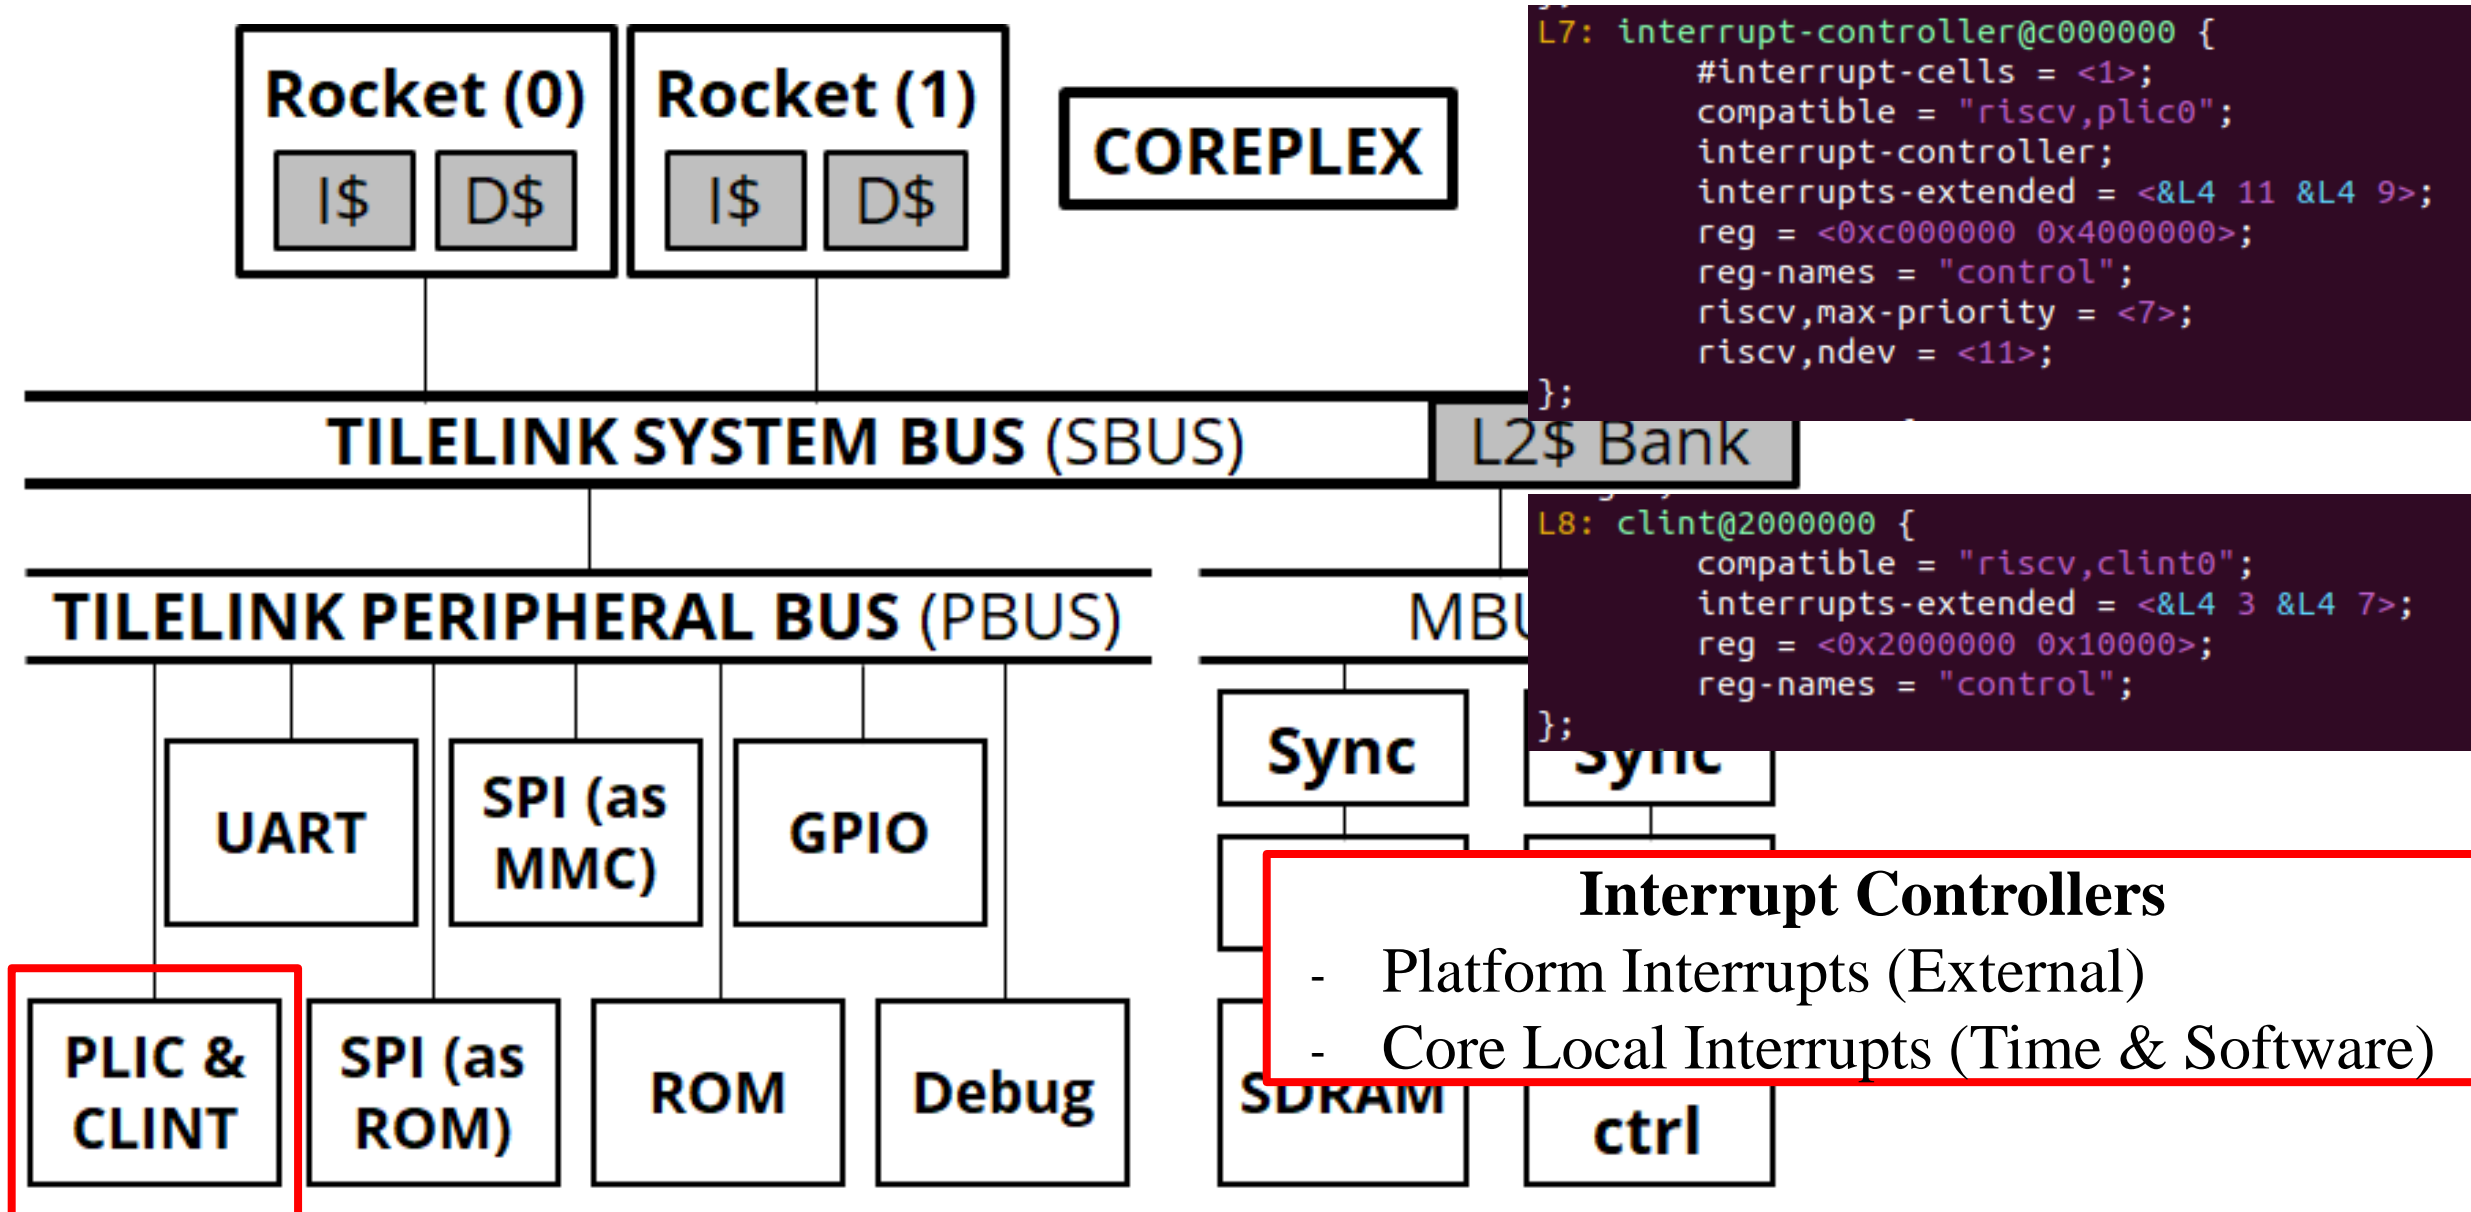 Rocket (0)
I$ D$
Rocket (1)
I$ D$
COREPLEX
L7: interrupt-controller@c000000 {
#interrupt-cells = <1>;
compatible = "riscv,plic0";
interrupt-controller;
interrupts-extended = <&L4 11 &L4 9>;
reg = <0xc000000 0x4000000>;
reg-names = "control";
riscv,max-priority = <7>;
riscv,ndev = <11>;
};
TILELINK SYSTEM BUS (SBUS)
L2$ Bank
L8: clint@2000000 {
compatible = "riscv,clint0";
interrupts-extended = <&L4 3 &L4 7>;
reg = <0x2000000 0x10000>;
reg-names = "control";
};
TILELINK PERIPHERAL BUS (PBUS)
UART
SPI (as
MMC)
GPIO
PLIC &
CLINT
SPI (as
ROM)
ROM
Debug
Sync
Sync
Interrupt Controllers
- Platform Interrupts (External)
- Core Local Interrupts (Time & Software)
SDRAM
ctrl